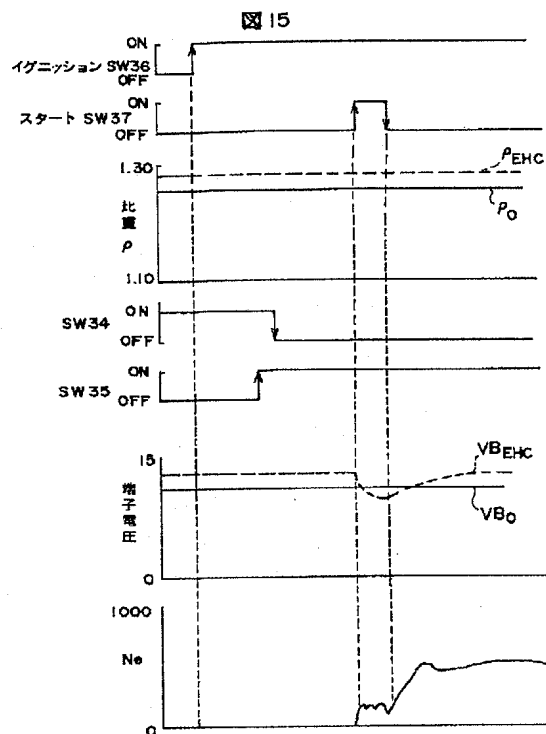 図15
ON
イグニッション SW36
OFF
ON
スタート SW37
OFF
1.30
ρEHC
比重 ρ
ρ0
1.10
ON
SW34
OFF
ON
SW35
OFF
15
VBEHC
端子電圧
VB0
0
1000
Ne
0